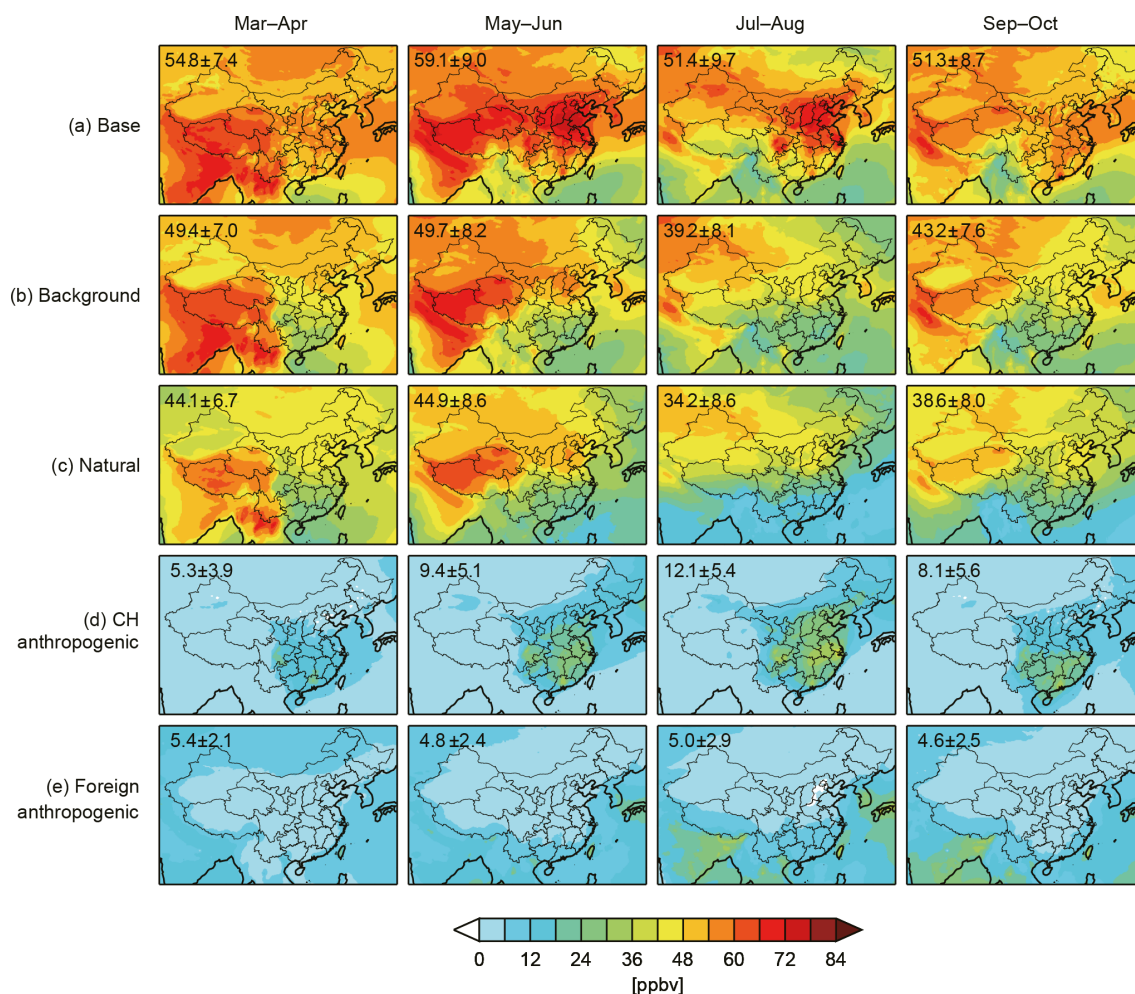 Mar–Apr May–Jun Jul–Aug Sep–Oct
(a) Base
54.8±7.4 59.1±9.0 51.4±9.7 51.3±8.7
(b) Background
49.4±7.0 49.7±8.2 39.2±8.1 43.2±7.6
(c) Natural
44.1±6.7 44.9±8.6 34.2±8.6 38.6±8.0
(d) CH
anthropogenic
5.3±3.9 9.4±5.1 12.1±5.4 8.1±5.6
(e) Foreign
anthropogenic
5.4±2.1 4.8±2.4 5.0±2.9 4.6±2.5
0 12 24 36 48 60 72 84
[ppbv]